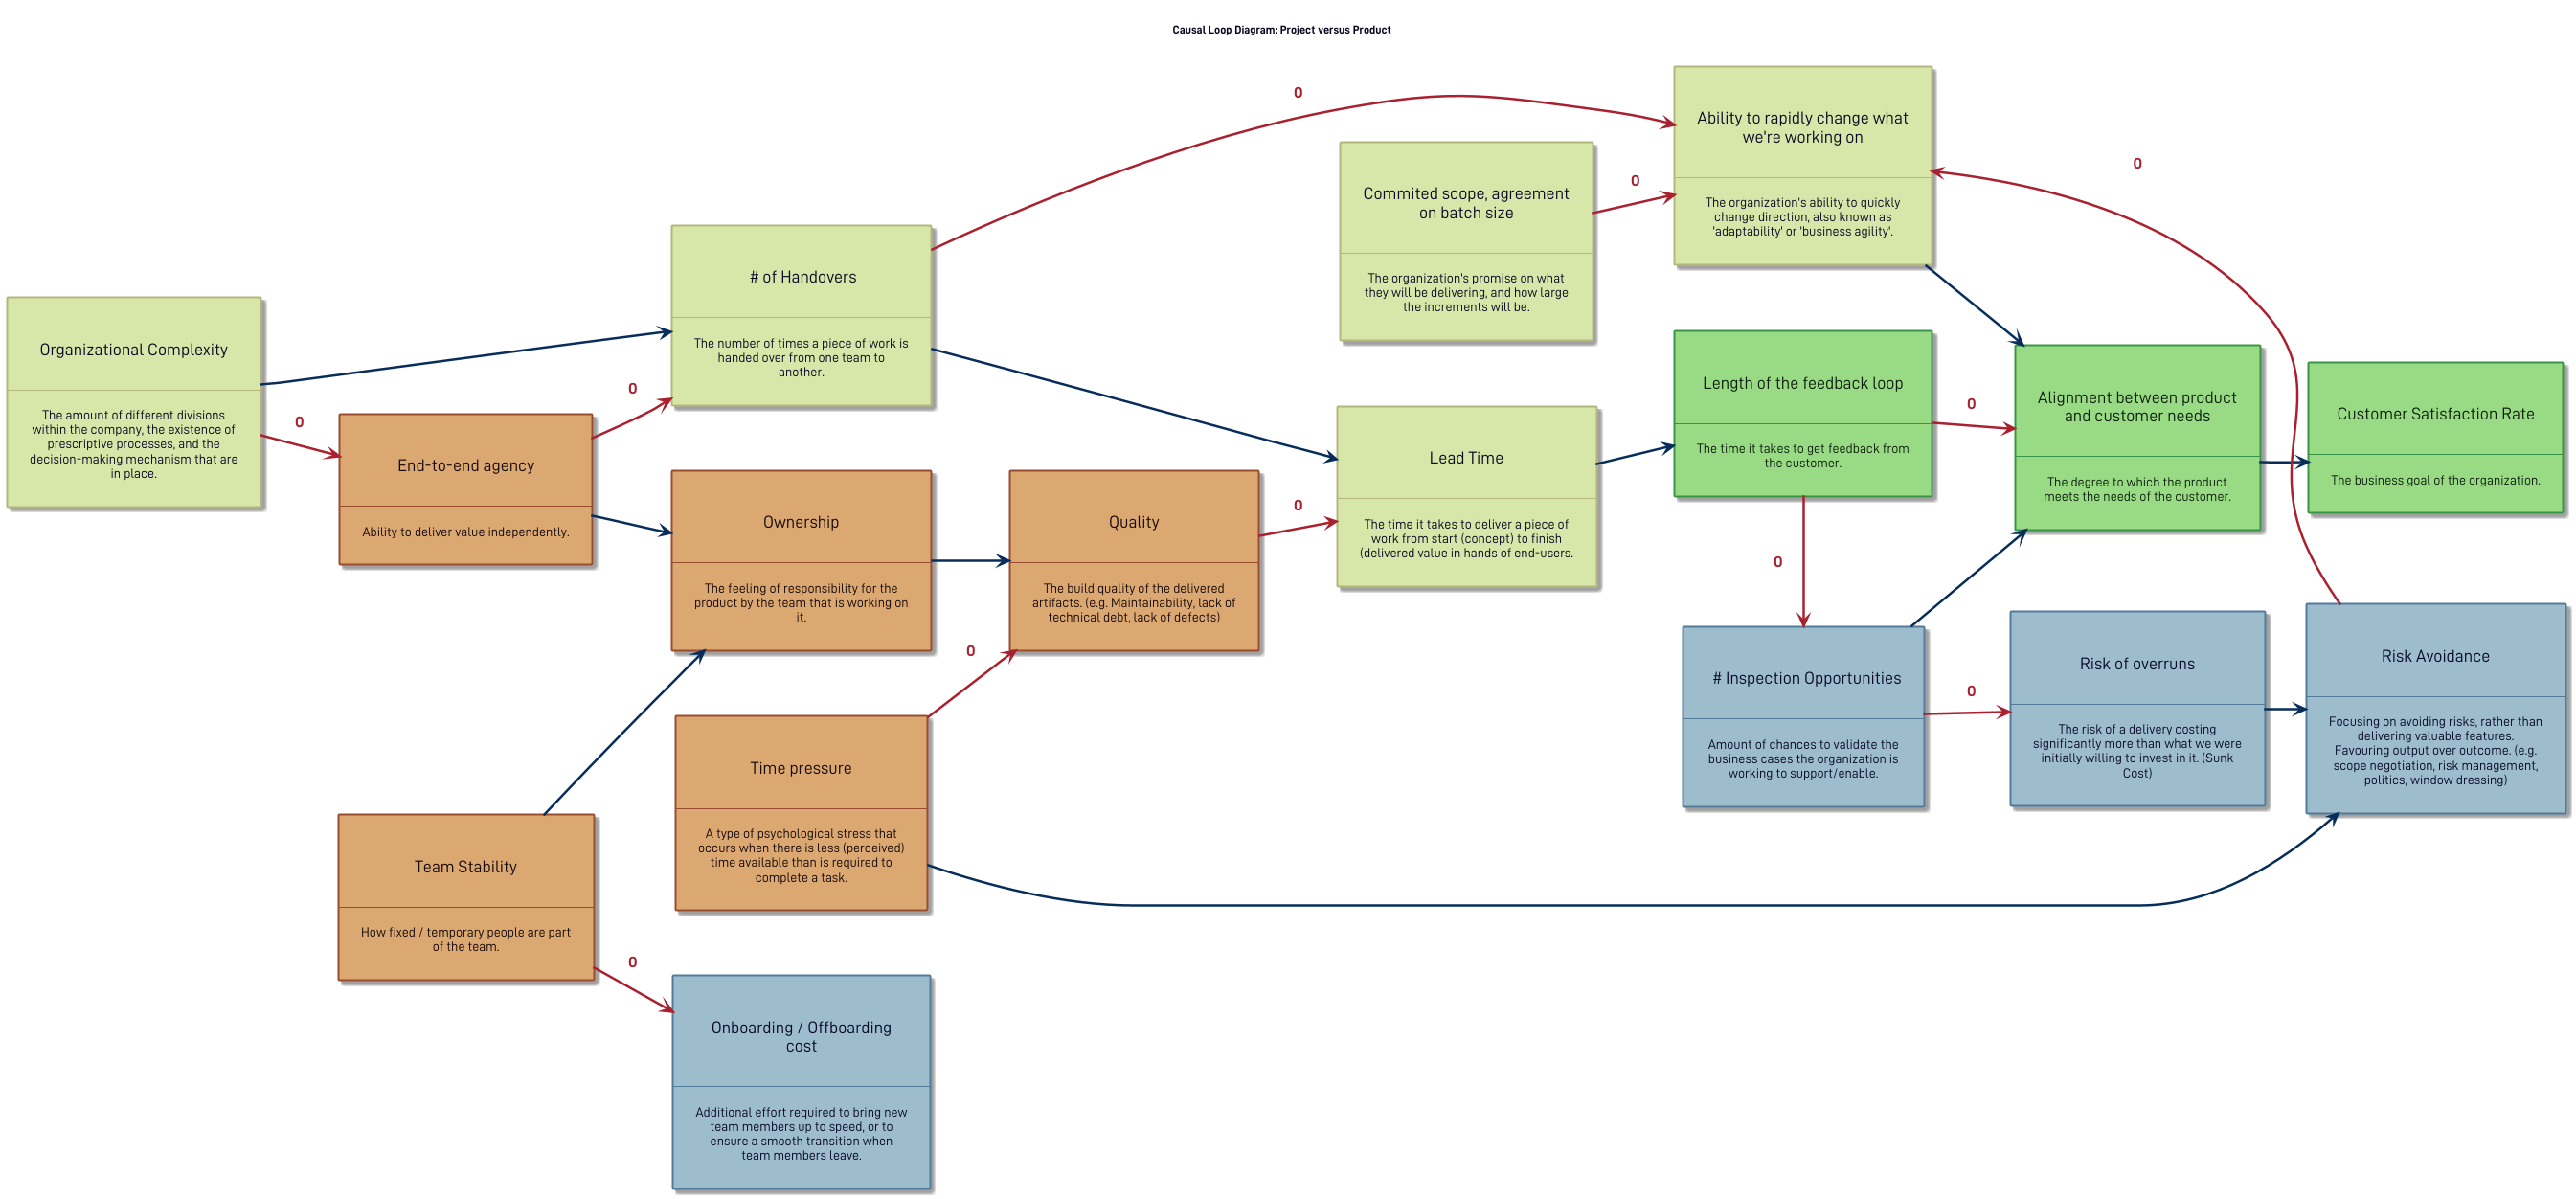 Causal Loop Diagram: Project versus Product
Organizational Complexity
The amount of different divisions
within the company, the existence of
prescriptive processes, and the
decision-making mechanism that are
in place.
O
End-to-end agency
Ability to deliver value independently.
O
Team Stability
How fixed / temporary people are part
of the team.
O
# of Handovers
The number of times a piece of work is
handed over from one team to
another.
O
Ownership
The feeling of responsibility for the
product by the team that is working on
it.
Time pressure
A type of psychological stress that
occurs when there is less (perceived)
time available than is required to
complete a task.
O
Onboarding / Offboarding
cost
Additional effort required to bring new
team members up to speed, or to
ensure a smooth transition when
team members leave.
Quality
The build quality of the delivered
artifacts. (e.g. Maintainability, lack of
technical debt, lack of defects)
O
Commited scope, agreement
on batch size
The organization's promise on what
they will be delivering, and how large
the increments will be.
O
Lead Time
The time it takes to deliver a piece of
work from start (concept) to finish
(delivered value in hands of end-users.
Ability to rapidly change what
we're working on
The organization's ability to quickly
change direction, also known as
'adaptability' or 'business agility'.
O
Length of the feedback loop
The time it takes to get feedback from
the customer.
O
O
# Inspection Opportunities
Amount of chances to validate the
business cases the organization is
working to support/enable.
O
Alignment between product
and customer needs
The degree to which the product
meets the needs of the customer.
Risk of overruns
The risk of a delivery costing
significantly more than what we were
initially willing to invest in it. (Sunk
Cost)
Customer Satisfaction Rate
The business goal of the organization.
Risk Avoidance
Focusing on avoiding risks, rather than
delivering valuable features.
Favouring output over outcome. (e.g.
scope negotiation, risk management,
politics, window dressing)